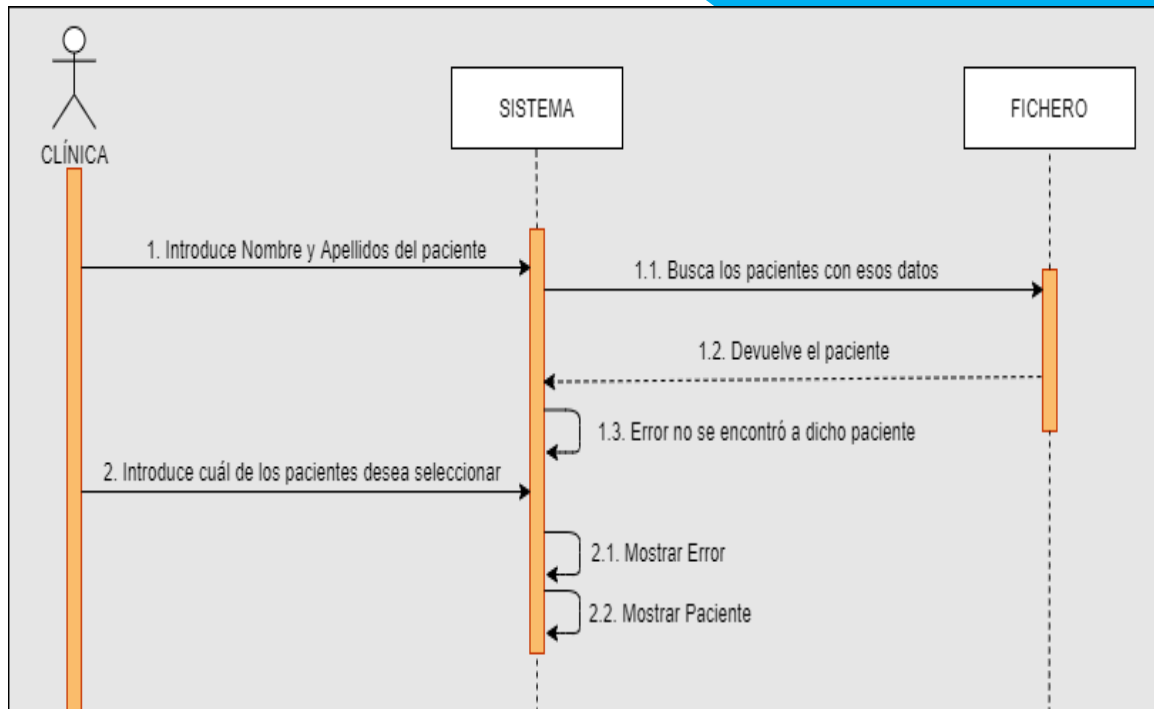 SISTEMA
FICHERO
CLÍNICA
1. Introduce Nombre y Apellidos del paciente
1.1. Busca los pacientes con esos datos
1.2. Devuelve el paciente
1.3. Error no se encontró a dicho paciente
2. Introduce cuál de los pacientes desea seleccionar
2.1. Mostrar Error
2.2. Mostrar Paciente